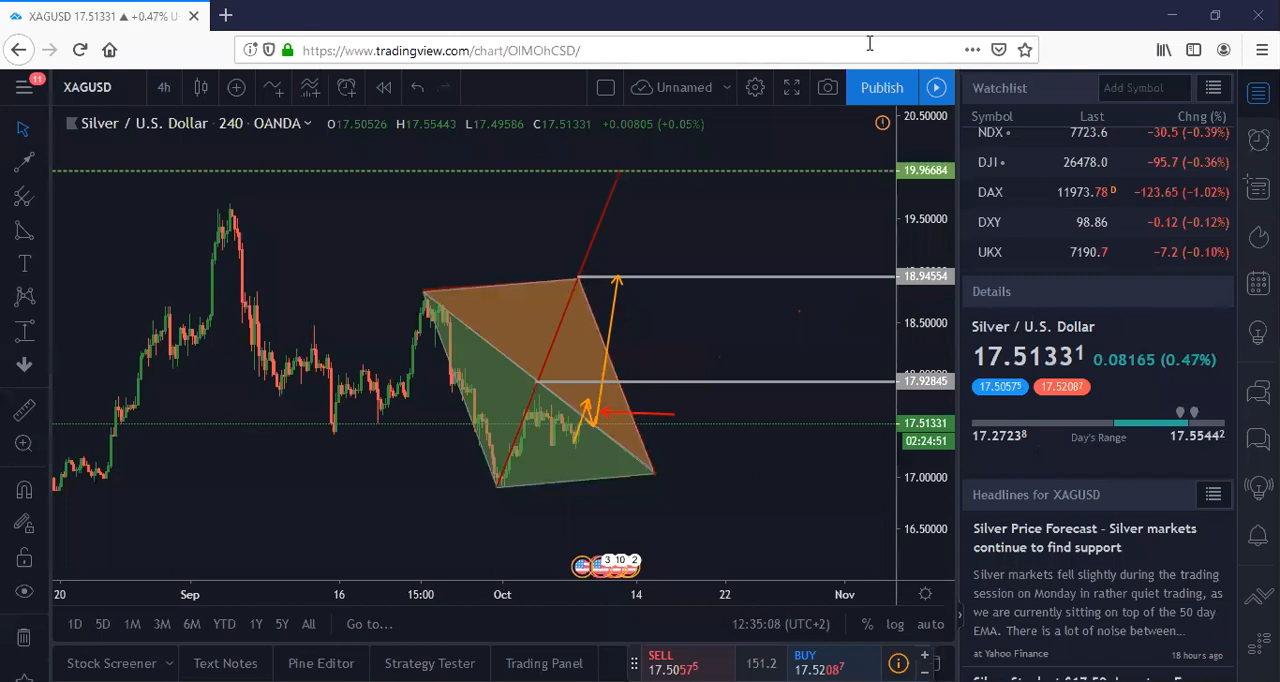 XAGUSD 17.51331 ▲ +0.47% U
https://www.tradingview.com/chart/OIMOhCSD/
11
XAGUSD 4h Unnamed Publish
Silver / U.S. Dollar · 240 · OANDA O17.50526 H17.55443 L17.49586 C17.51331 +0.00805 (+0.05%)
20.50000
19.96684
19.50000
18.94554
18.50000
17.92845
17.51331
02:24:51
17.00000
16.50000
3 10 2
20 Sep 16 15:00 Oct 14 22 Nov
1D 5D 1M 3M 6M YTD 1Y 5Y All Go to... 12:35:08 (UTC+2) % log auto
Stock Screener Text Notes Pine Editor Strategy Tester Trading Panel
SELL 17.50575 151.2 BUY 17.52087
Watchlist Add Symbol
Symbol Last Chng (%)
NDX 7723.6 -30.5 (-0.39%)
DJI 26478.0 -95.7 (-0.36%)
DAX 11973.78 D -123.65 (-1.02%)
DXY 98.86 -0.12 (-0.12%)
UKX 7190.7 -7.2 (-0.10%)
Details
Silver / U.S. Dollar
17.51331 0.08165 (0.47%)
17.50575 17.52087
17.27238 Day's Range 17.55442
Headlines for XAGUSD
Silver Price Forecast - Silver markets
continue to find support
Silver markets fell slightly during the trading
session on Monday in rather quiet trading, as
we are currently sitting on top of the 50 day
EMA. There is a lot of noise between...
at Yahoo Finance 18 hours ago